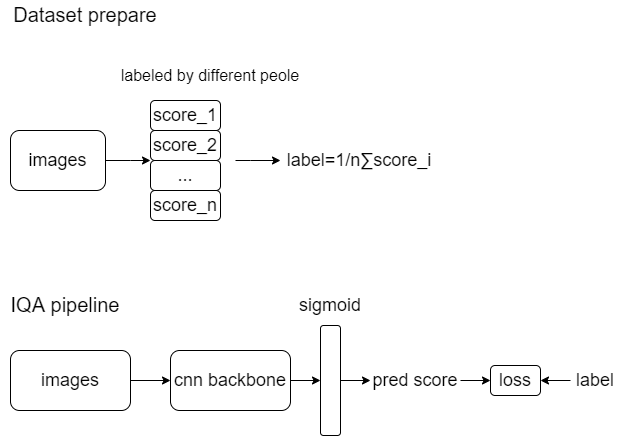 Dataset prepare
labeled by different peole
images
score_1
score_2
...
score_n
label=1/n∑score_i
IQA pipeline
sigmoid
images
cnn backbone
pred score
loss
label